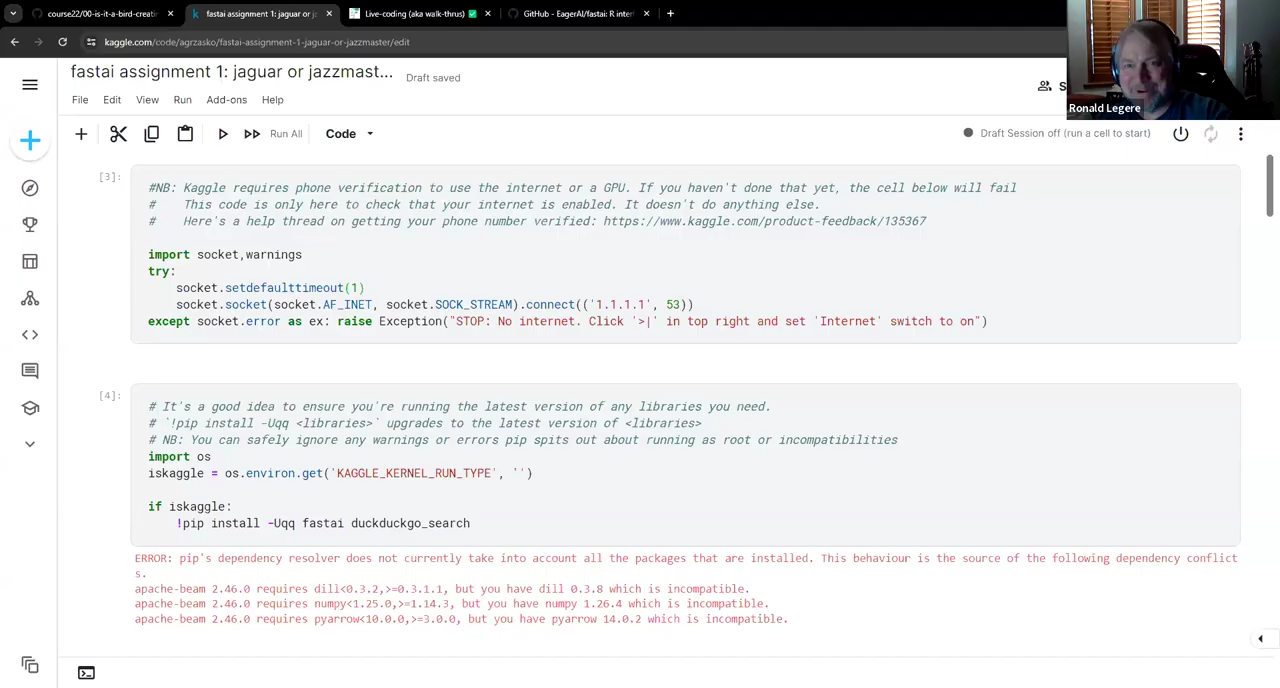 course22/00-is-it-a-bird-creatin
fastai assignment 1: jaguar or ja
Live-coding (aka walk-thrus) ✅
GitHub - EagerAI/fastai: R inter
kaggle.com/code/agrzasko/fastai-assignment-1-jaguar-or-jazzmaster/edit
fastai assignment 1: jaguar or jazzmast... Draft saved
File Edit View Run Add-ons Help
S
Ronald Legere
Run All Code Draft Session off (run a cell to start)
[3]:
#NB: Kaggle requires phone verification to use the internet or a GPU. If you haven't done that yet, the cell below will fail
# This code is only here to check that your internet is enabled. It doesn't do anything else.
# Here's a help thread on getting your phone number verified: https://www.kaggle.com/product-feedback/135367
import socket,warnings
try:
socket.setdefaulttimeout(1)
socket.socket(socket.AF_INET, socket.SOCK_STREAM).connect(('1.1.1.1', 53))
except socket.error as ex: raise Exception("STOP: No internet. Click '>|' in top right and set 'Internet' switch to on")
[4]:
# It's a good idea to ensure you're running the latest version of any libraries you need.
# `!pip install -Uqq <libraries>` upgrades to the latest version of <libraries>
# NB: You can safely ignore any warnings or errors pip spits out about running as root or incompatibilities
import os
iskaggle = os.environ.get('KAGGLE_KERNEL_RUN_TYPE', '')
if iskaggle:
!pip install -Uqq fastai duckduckgo_search
ERROR: pip's dependency resolver does not currently take into account all the packages that are installed. This behaviour is the source of the following dependency conflict
s.
apache-beam 2.46.0 requires dill<0.3.2,>=0.3.1.1, but you have dill 0.3.8 which is incompatible.
apache-beam 2.46.0 requires numpy<1.25.0,>=1.14.3, but you have numpy 1.26.4 which is incompatible.
apache-beam 2.46.0 requires pyarrow<10.0.0,>=3.0.0, but you have pyarrow 14.0.2 which is incompatible.